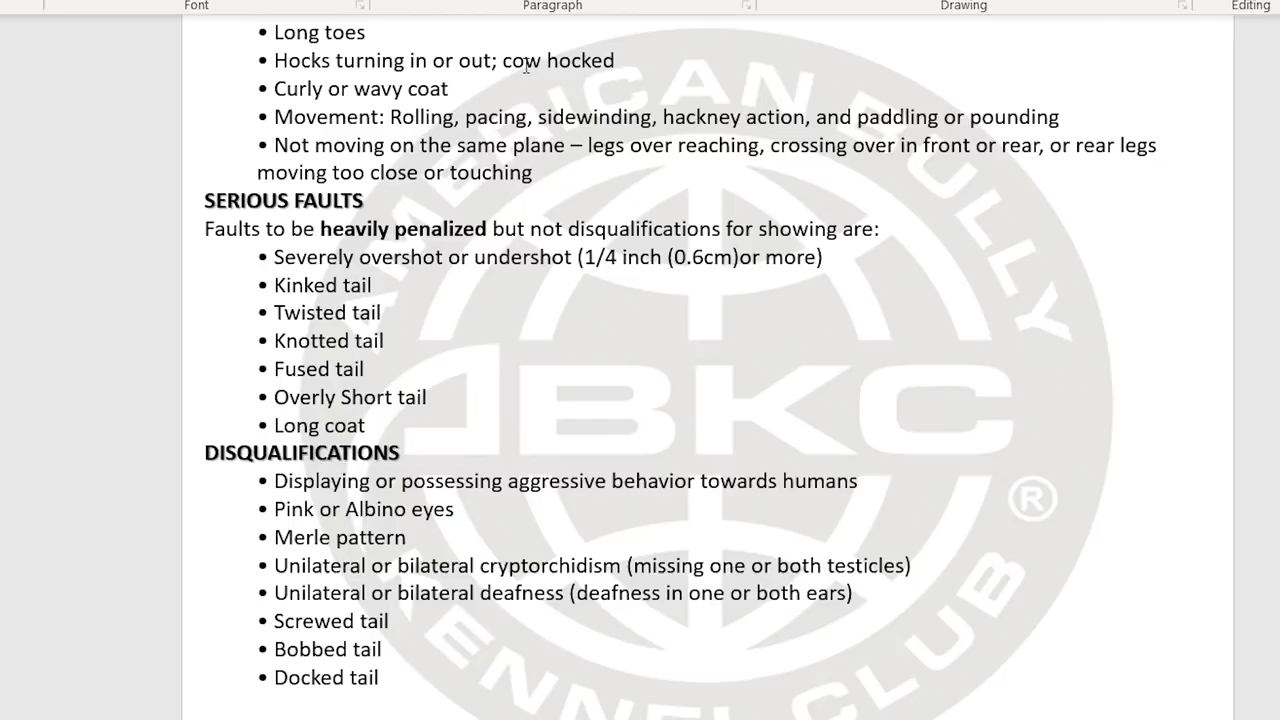 Font Paragraph Drawing Editing
• Long toes
• Hocks turning in or out; cow hocked
• Curly or wavy coat
• Movement: Rolling, pacing, sidewinding, hackney action, and paddling or pounding
• Not moving on the same plane – legs over reaching, crossing over in front or rear, or rear legs
moving too close or touching
SERIOUS FAULTS
Faults to be heavily penalized but not disqualifications for showing are:
• Severely overshot or undershot (1/4 inch (0.6cm)or more)
• Kinked tail
• Twisted tail
• Knotted tail
• Fused tail
• Overly Short tail
• Long coat
DISQUALIFICATIONS
• Displaying or possessing aggressive behavior towards humans
• Pink or Albino eyes
• Merle pattern
• Unilateral or bilateral cryptorchidism (missing one or both testicles)
• Unilateral or bilateral deafness (deafness in one or both ears)
• Screwed tail
• Bobbed tail
• Docked tail
AMERICAN BULLY
ABKC
®
KENNEL CLUB